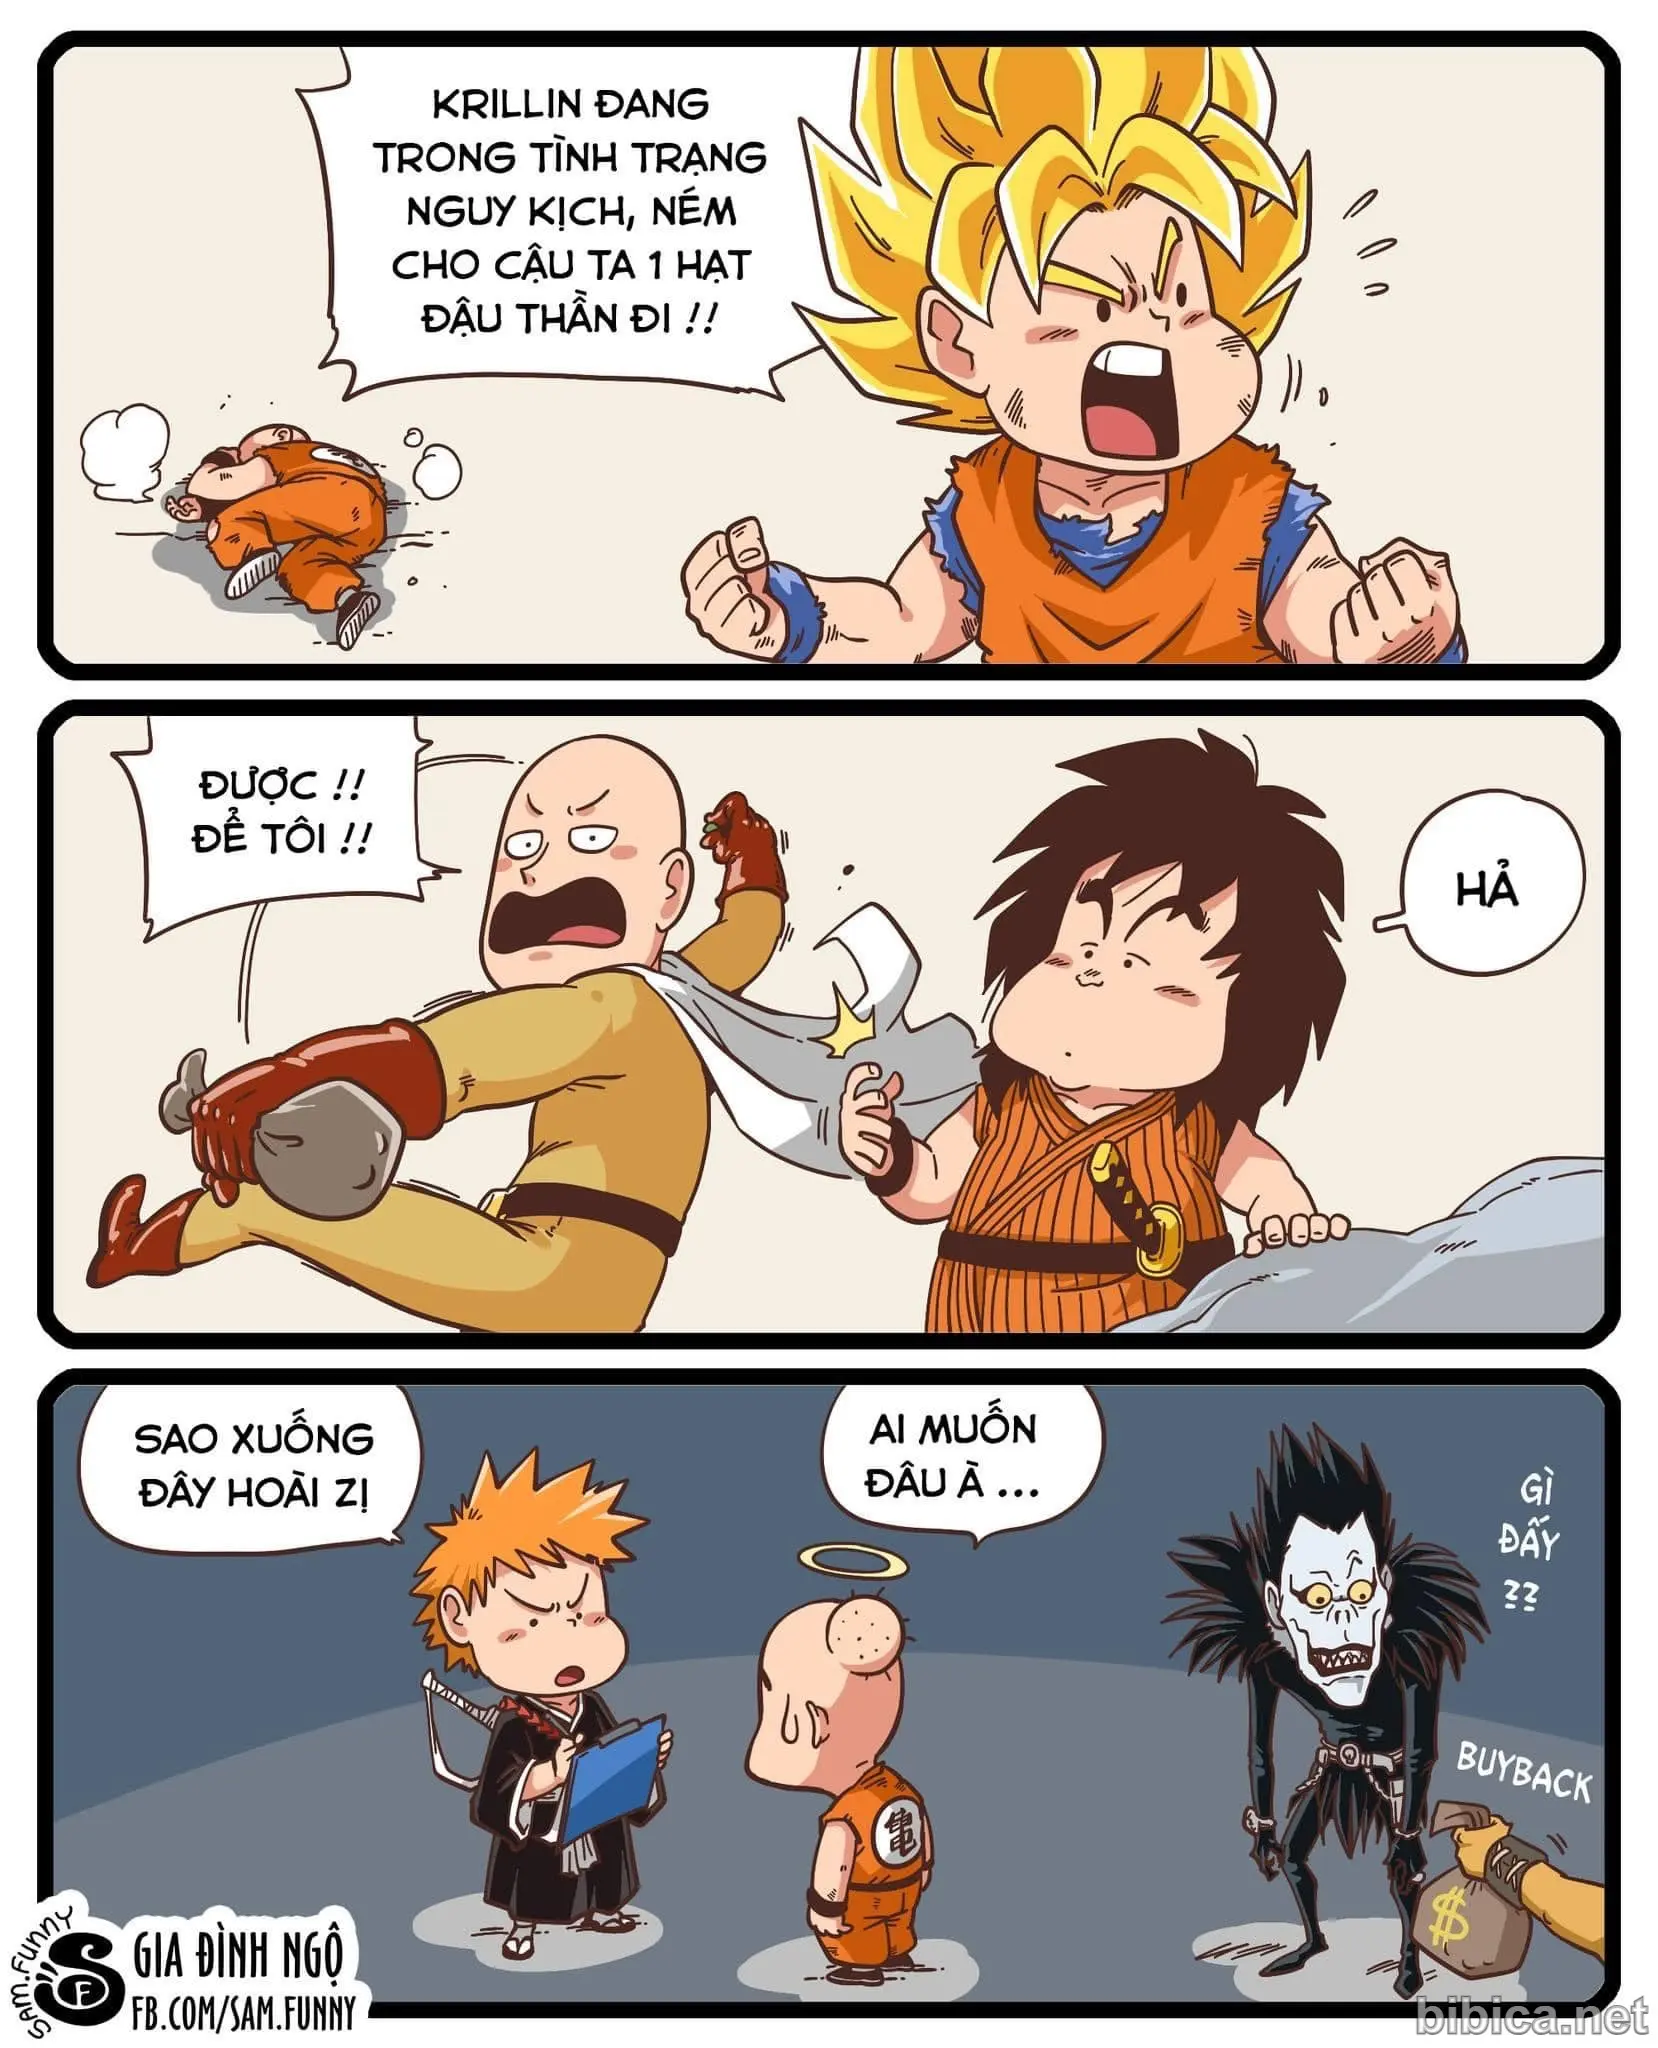 KRILLIN ĐANG
TRONG TÌNH TRẠNG
NGUY KỊCH, NÉM
CHO CẬU TA 1 HẠT
ĐẬU THẦN ĐI !!
ĐƯỢC !!
ĐỂ TÔI !!
HẢ
SAO XUỐNG
ĐÂY HOÀI ZỊ
AI MUỐN
ĐÂU À ...
GÌ
ĐẤY
??
亀
BUYBACK
$
SAM.FUNNY
SF
GIA ĐÌNH NGỘ
FB.COM/SAM.FUNNY
bibica.net